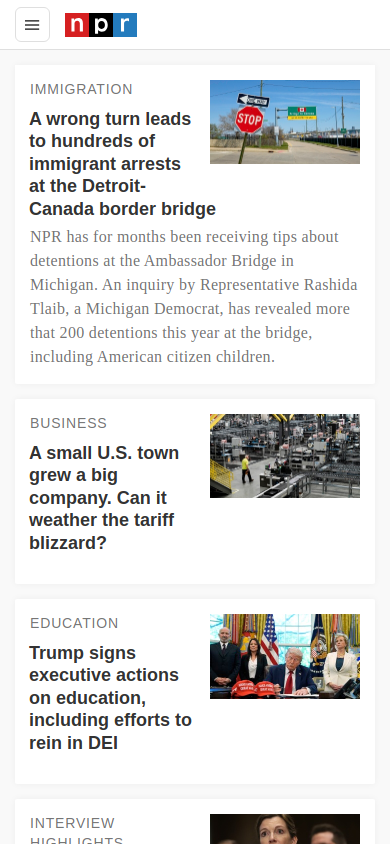 npr
IMMIGRATION
A wrong turn leads
to hundreds of
immigrant arrests
at the Detroit-
Canada border bridge
ONE WAY
STOP
NPR has for months been receiving tips about
detentions at the Ambassador Bridge in
Michigan. An inquiry by Representative Rashida
Tlaib, a Michigan Democrat, has revealed more
that 200 detentions this year at the bridge,
including American citizen children.
BUSINESS
A small U.S. town
grew a big
company. Can it
weather the tariff
blizzard?
EDUCATION
Trump signs
executive actions
on education,
including efforts to
rein in DEI
INTERVIEW
HIGHLIGHTS